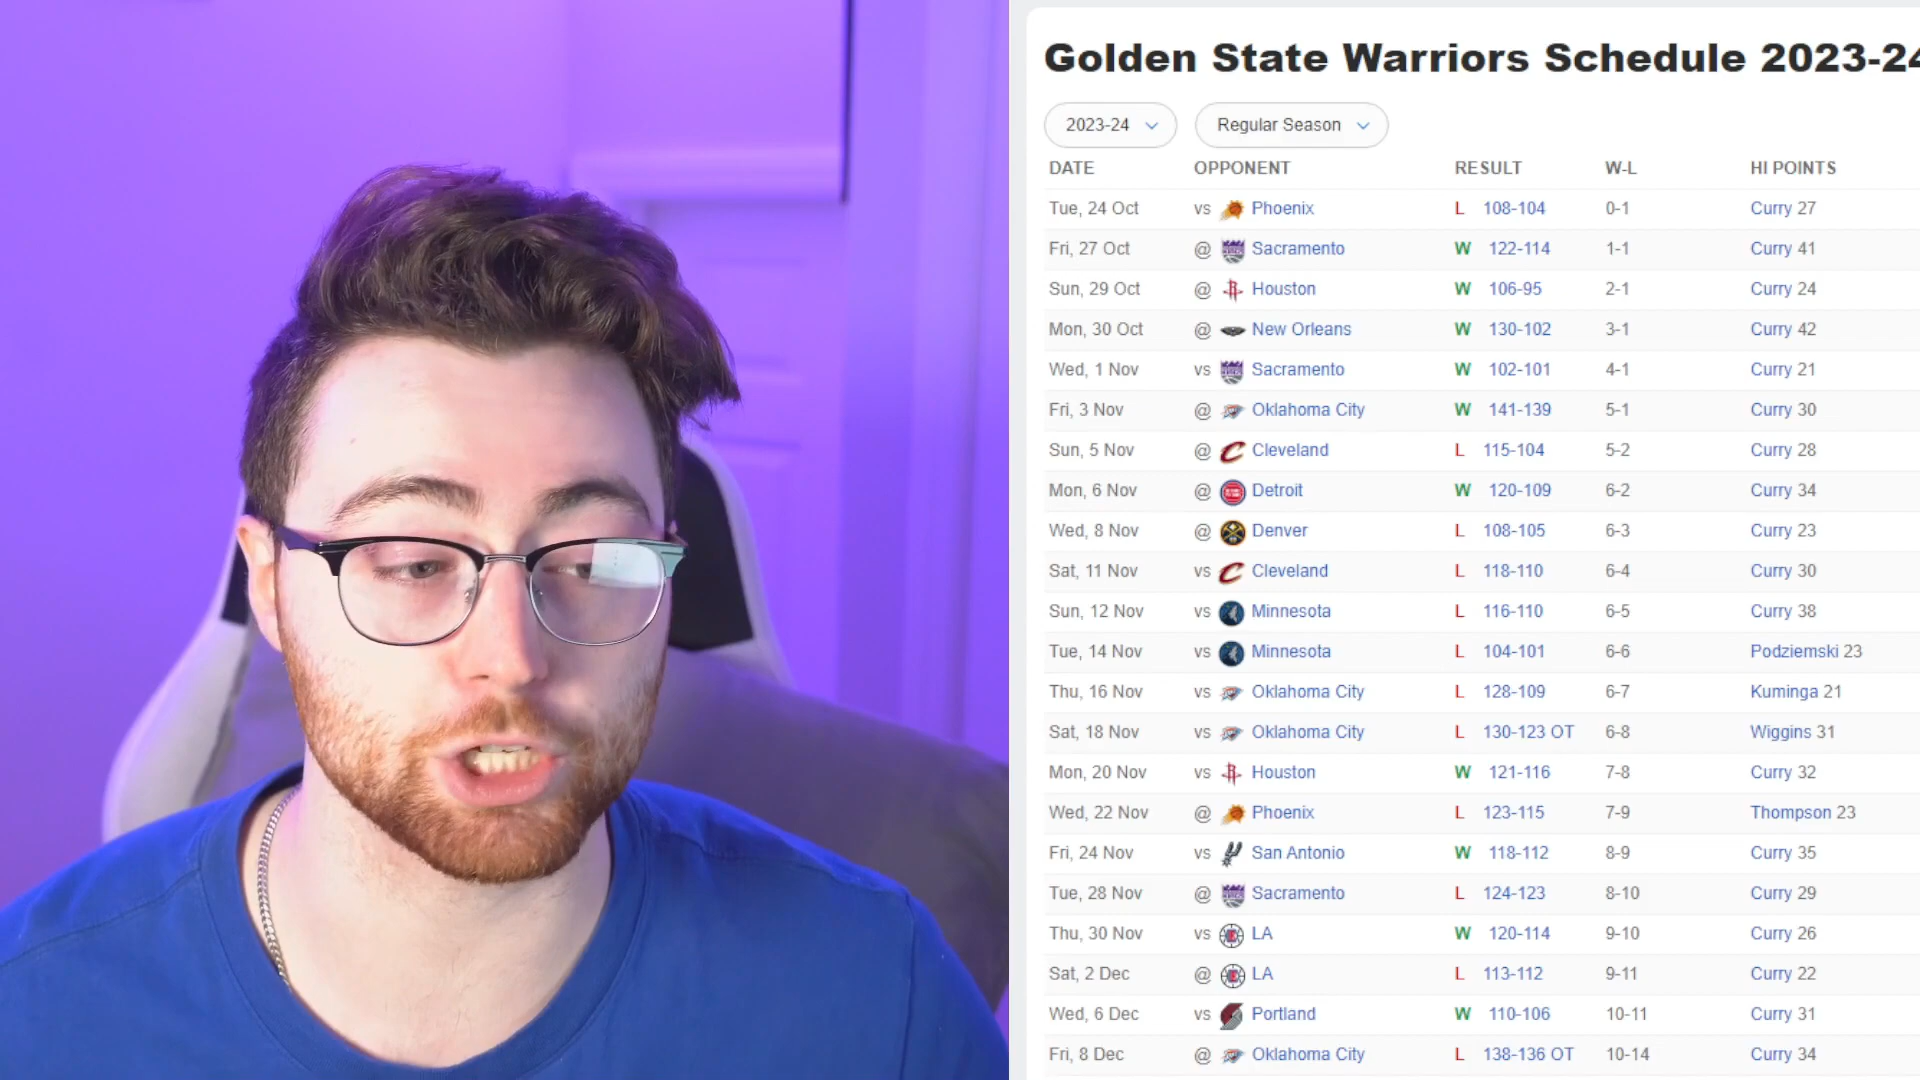 Golden State Warriors Schedule 2023-24
2023-24 Regular Season
DATE OPPONENT RESULT W-L HI POINTS
Tue, 24 Oct vs Phoenix L 108-104 0-1 Curry 27
Fri, 27 Oct @ Sacramento W 122-114 1-1 Curry 41
Sun, 29 Oct @ Houston W 106-95 2-1 Curry 24
Mon, 30 Oct @ New Orleans W 130-102 3-1 Curry 42
Wed, 1 Nov vs Sacramento W 102-101 4-1 Curry 21
Fri, 3 Nov @ Oklahoma City W 141-139 5-1 Curry 30
Sun, 5 Nov @ Cleveland L 115-104 5-2 Curry 28
Mon, 6 Nov @ Detroit W 120-109 6-2 Curry 34
Wed, 8 Nov @ Denver L 108-105 6-3 Curry 23
Sat, 11 Nov vs Cleveland L 118-110 6-4 Curry 30
Sun, 12 Nov vs Minnesota L 116-110 6-5 Curry 38
Tue, 14 Nov vs Minnesota L 104-101 6-6 Podziemski 23
Thu, 16 Nov vs Oklahoma City L 128-109 6-7 Kuminga 21
Sat, 18 Nov vs Oklahoma City L 130-123 OT 6-8 Wiggins 31
Mon, 20 Nov vs Houston W 121-116 7-8 Curry 32
Wed, 22 Nov @ Phoenix L 123-115 7-9 Thompson 23
Fri, 24 Nov vs San Antonio W 118-112 8-9 Curry 35
Tue, 28 Nov @ Sacramento L 124-123 8-10 Curry 29
Thu, 30 Nov vs LA W 120-114 9-10 Curry 26
Sat, 2 Dec @ LA L 113-112 9-11 Curry 22
Wed, 6 Dec vs Portland W 110-106 10-11 Curry 31
Fri, 8 Dec @ Oklahoma City L 138-136 OT 10-14 Curry 34